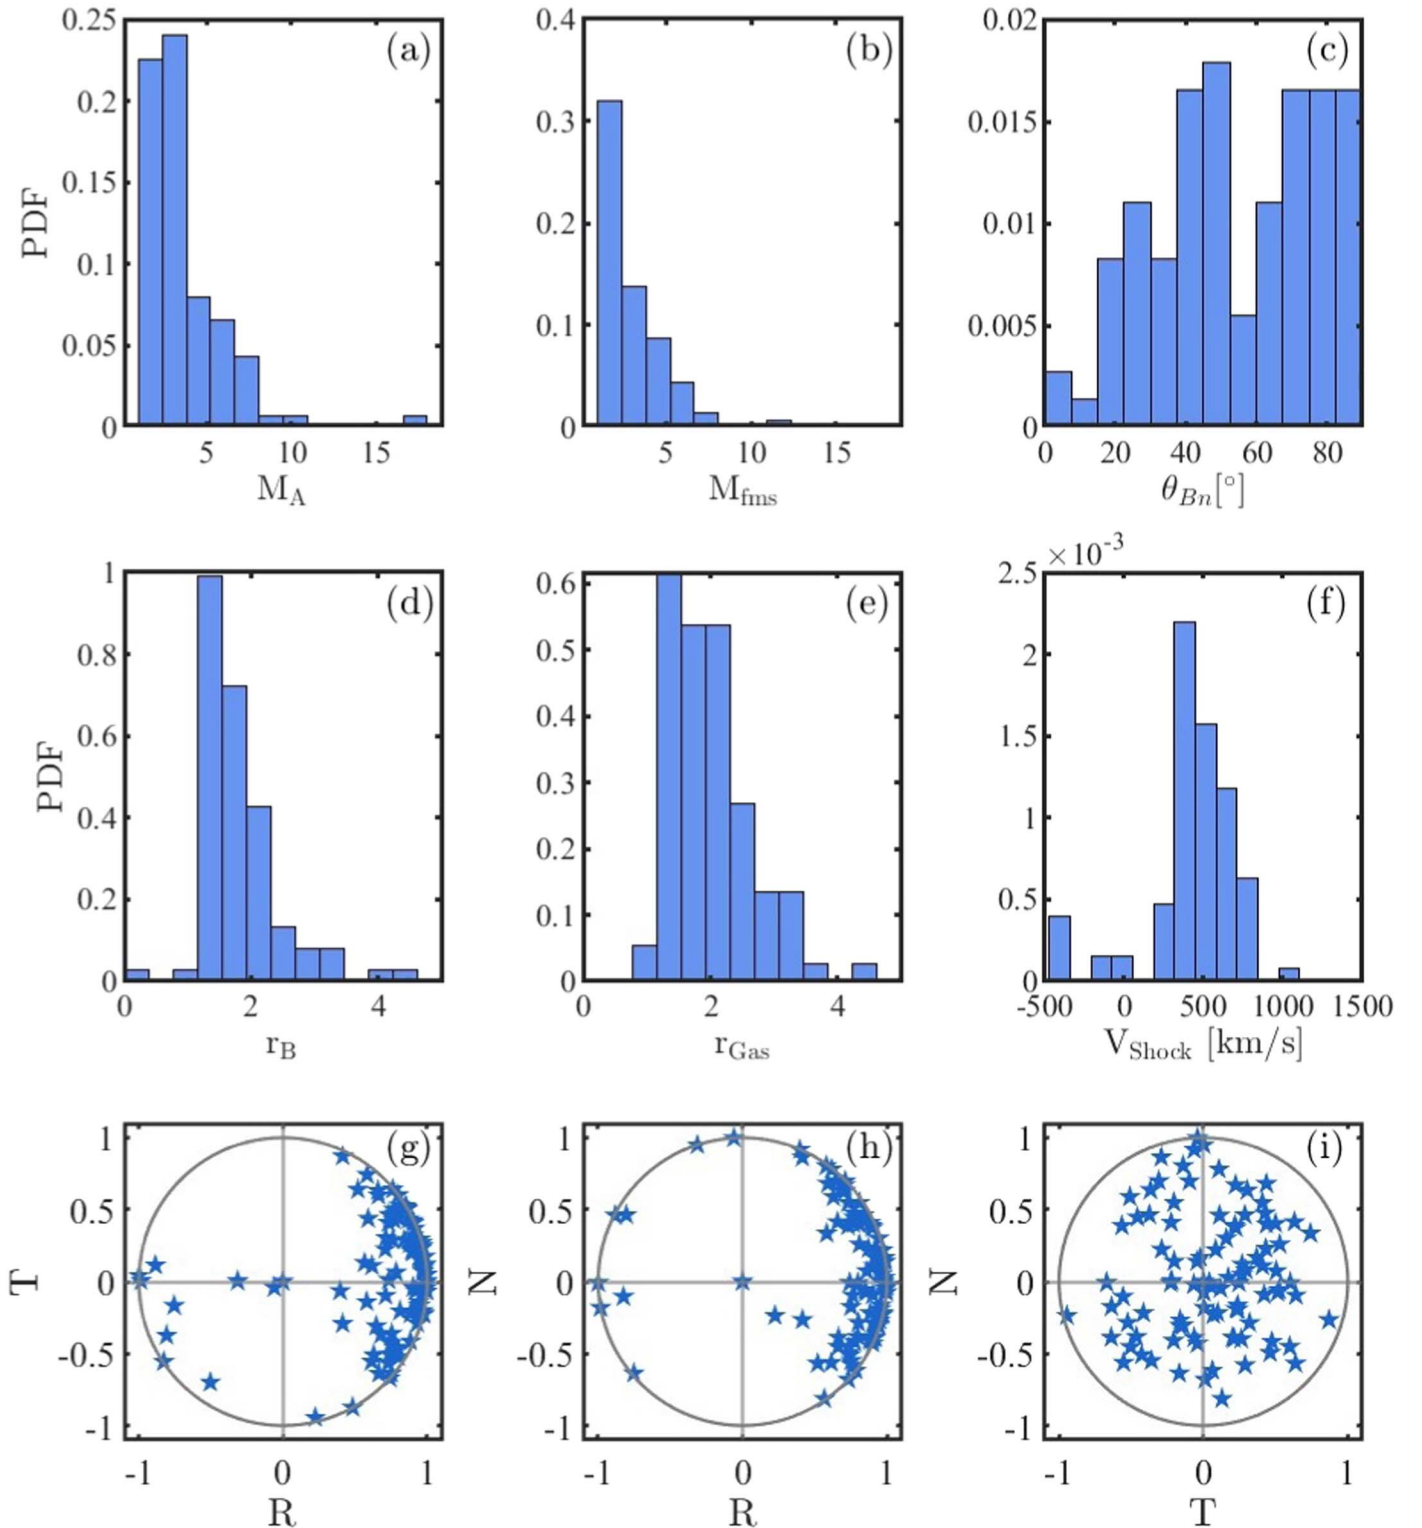 0.25
0.2
0.15
0.1
0.05
0
PDF
(a)
5 10 15
M_A
0.4
0.3
0.2
0.1
0
(b)
5 10 15
M_fms
0.02
0.015
0.01
0.005
0
(c)
0 20 40 60 80
θ_Bn[°]
1
0.8
0.6
0.4
0.2
0
PDF
(d)
0 2 4
r_B
0.6
0.5
0.4
0.3
0.2
0.1
0
(e)
0 2 4
r_Gas
×10^-3
2.5
2
1.5
1
0.5
0
(f)
-500 0 500 1000 1500
V_Shock [km/s]
1
0.5
0
-0.5
-1
T
(g)
-1 0 1
R
1
0.5
0
-0.5
-1
N
(h)
-1 0 1
R
1
0.5
0
-0.5
-1
N
(i)
-1 0 1
T